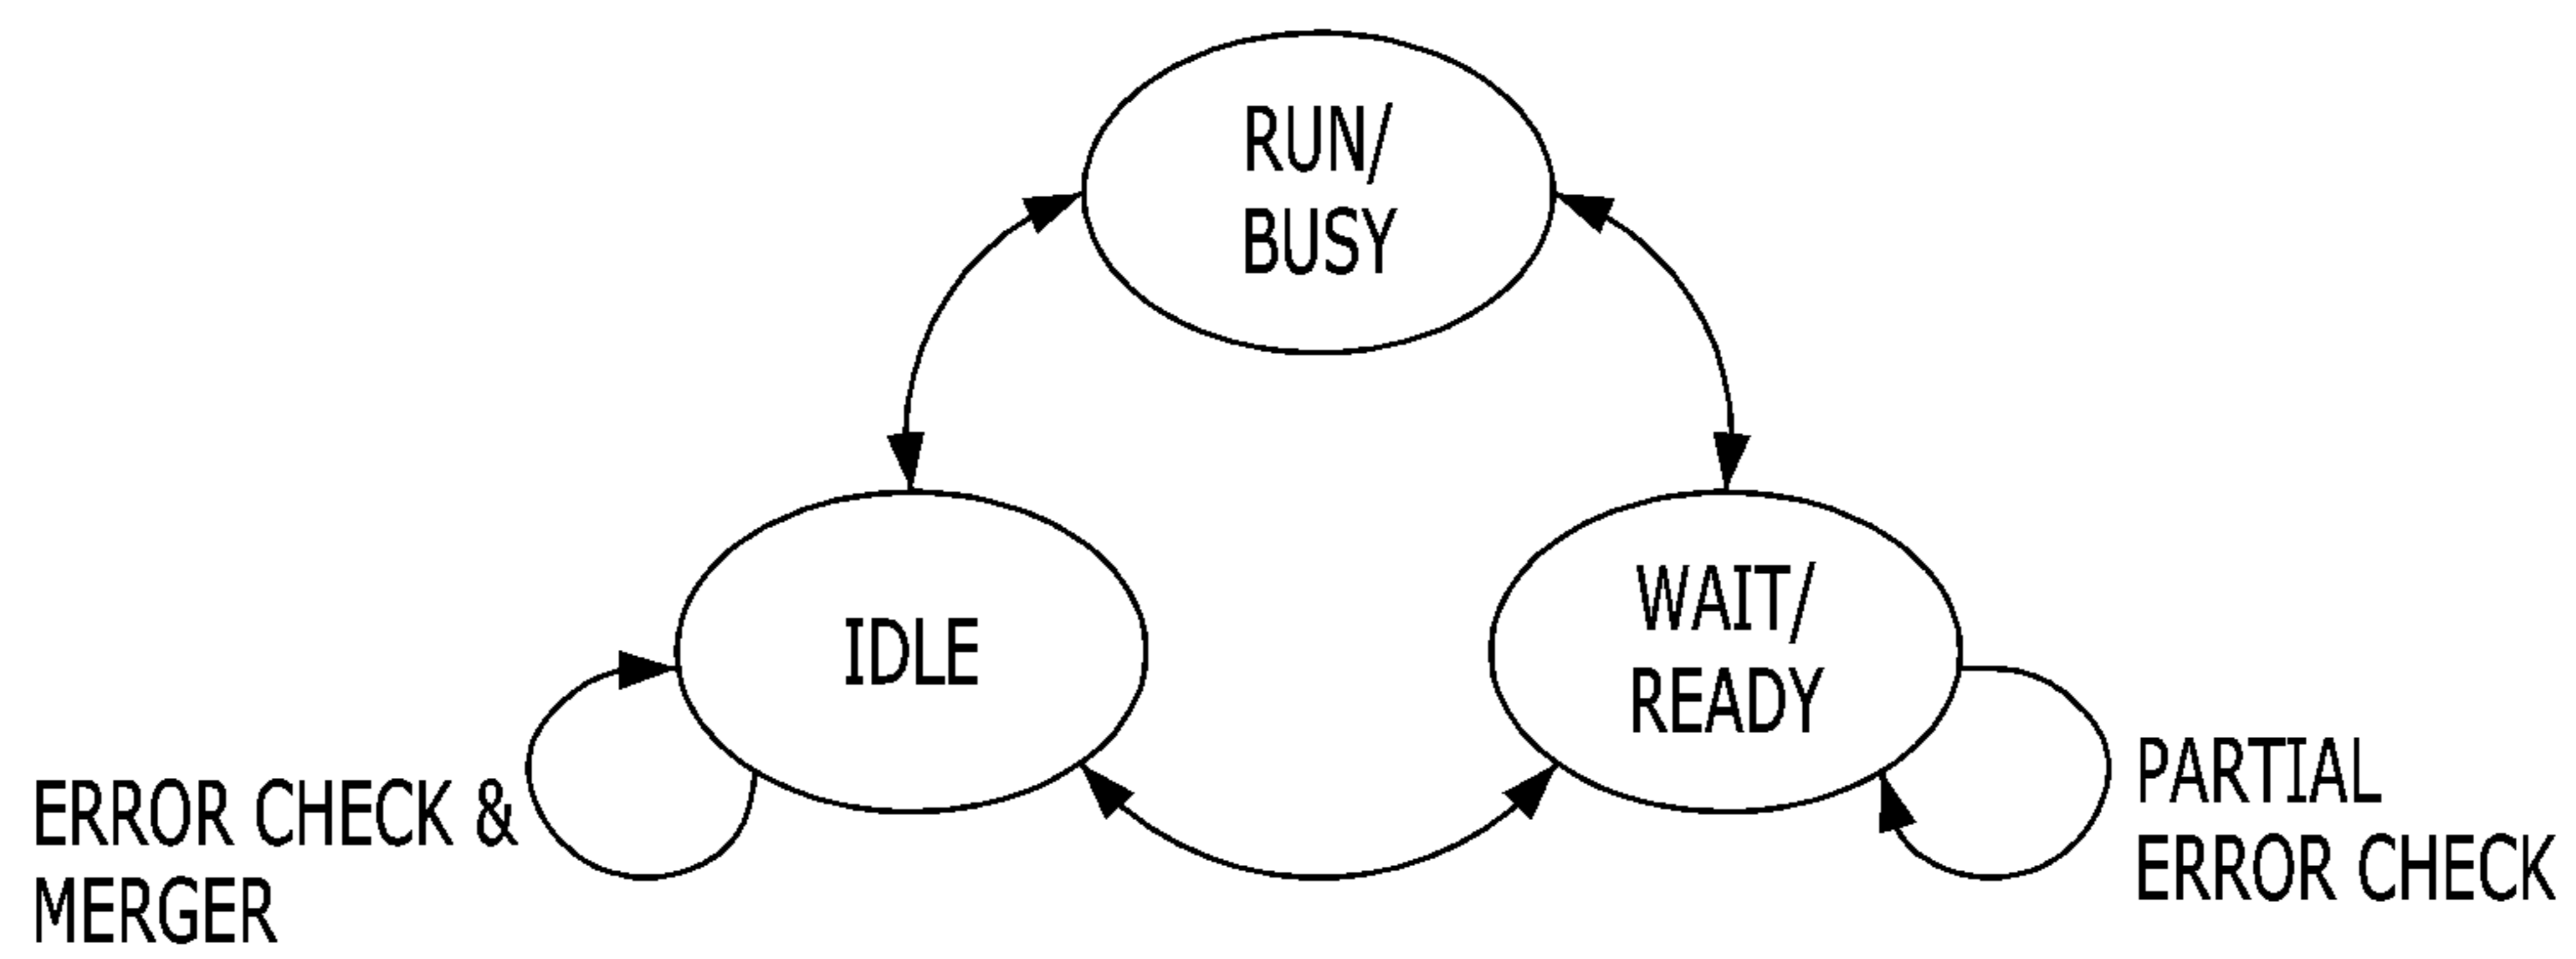 RUN/
BUSY
IDLE
WAIT/
READY
ERROR CHECK &
MERGER
PARTIAL
ERROR CHECK